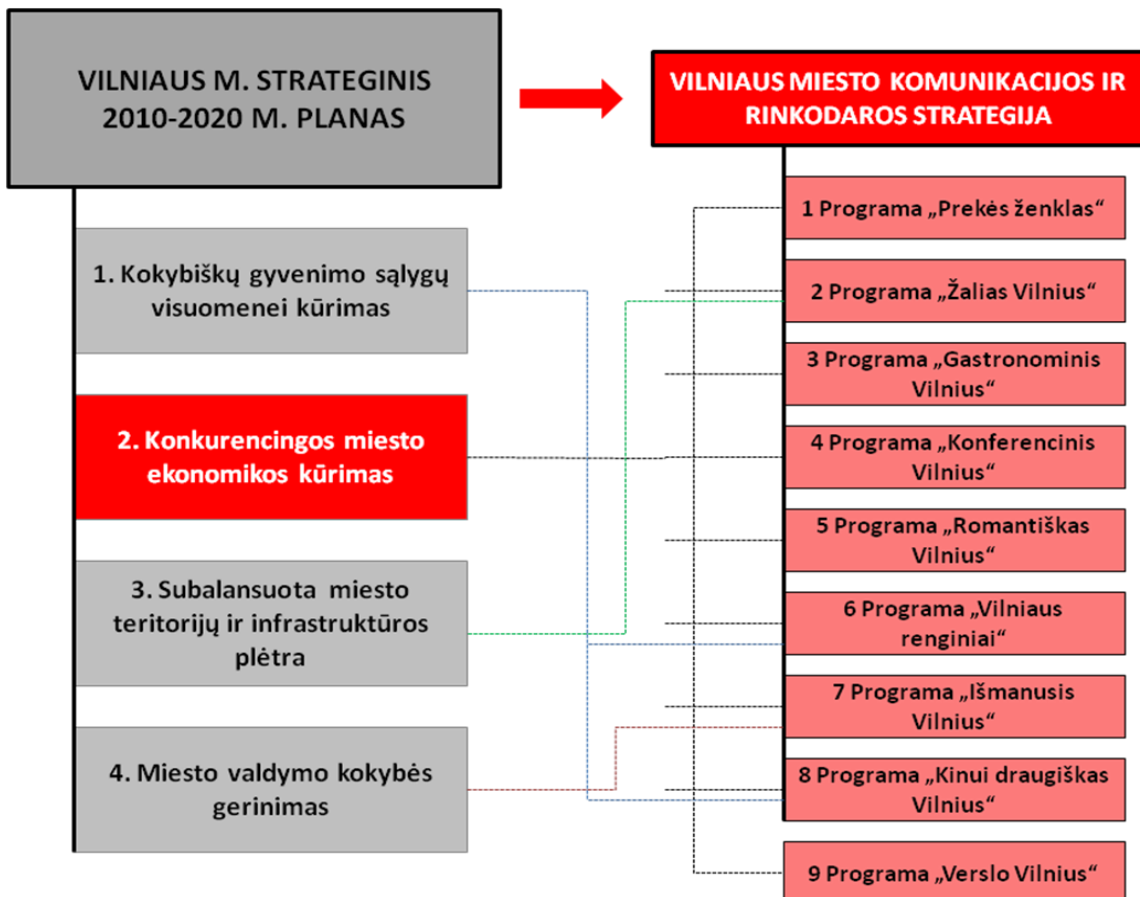 VILNIAUS M. STRATEGINIS
2010-2020 M. PLANAS
1. Kokybiškų gyvenimo sąlygų
visuomenei kūrimas
2. Konkurencingos miesto
ekonomikos kūrimas
3. Subalansuota miesto
teritorijų ir infrastruktūros
plėtra
4. Miesto valdymo kokybės
gerinimas
VILNIAUS MIESTO KOMUNIKACIJOS IR
RINKODAROS STRATEGIJA
1 Programa „Prekės ženklas“
2 Programa „Žalias Vilnius“
3 Programa „Gastronominis
Vilnius“
4 Programa „Konferencinis
Vilnius“
5 Programa „Romantiškas
Vilnius“
6 Programa „Vilniaus
renginiai“
7 Programa „Išmanusis
Vilnius“
8 Programa „Kinui draugiškas
Vilnius“
9 Programa „Verslo Vilnius“